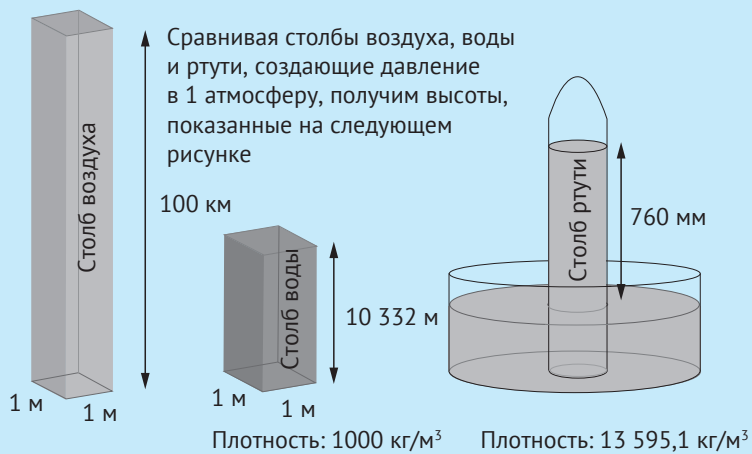 Сравнивая столбы воздуха, воды
и ртути, создающие давление
в 1 атмосферу, получим высоты,
показанные на следующем
рисунке
Столб воздуха
100 км
1 м
1 м
Столб воды
10 332 м
1 м
1 м
Плотность: 1000 кг/м³
Столб ртути
760 мм
Плотность: 13 595,1 кг/м³